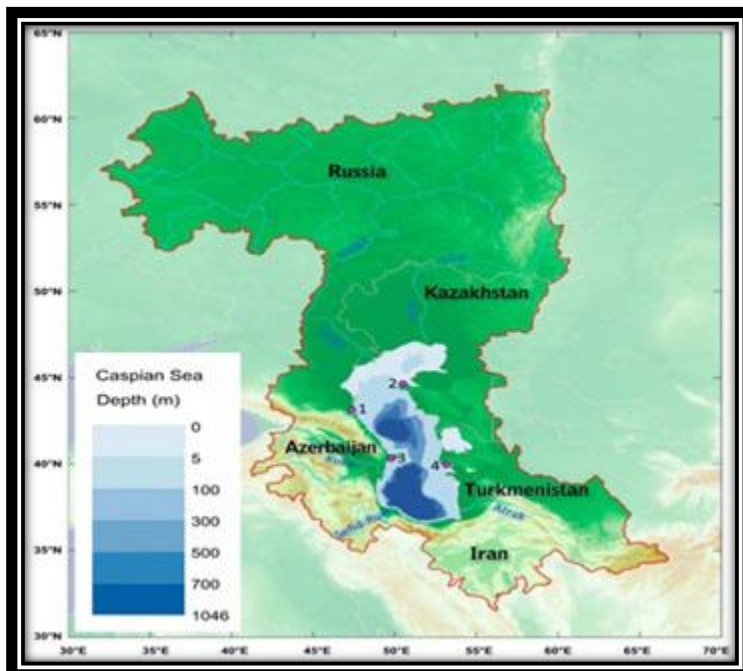 65°N
60°N
55°N
50°N
45°N
40°N
35°N
30°N
30°E 35°E 40°E 45°E 50°E 55°E 60°E 65°E 70°E
Russia
Kazakhstan
2
1
Azerbaijan
3
4
Turkmenistan
Atrak
Iran
Caspian Sea
Depth (m)
0
5
100
300
500
700
1046